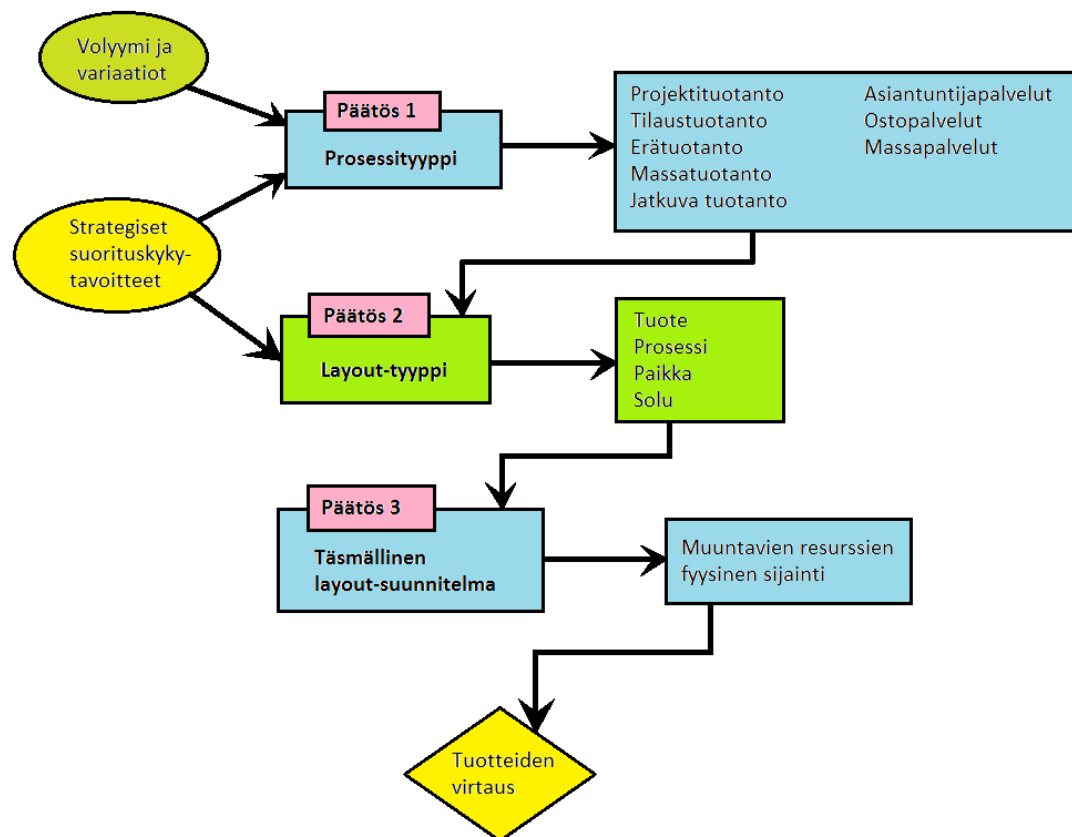 Volyymi ja
variaatiot
Päätös 1
Prosessityyppi
Projektituotanto
Tilaustuotanto
Erätuotanto
Massatuotanto
Jatkuva tuotanto
Asiantuntijapalvelut
Ostopalvelut
Massapalvelut
Strategiset
suorituskyky-
tavoitteet
Päätös 2
Layout-tyyppi
Tuote
Prosessi
Paikka
Solu
Päätös 3
Täsmällinen
layout-suunnitelma
Muuntavien resurssien
fyysinen sijainti
Tuotteiden
virtaus